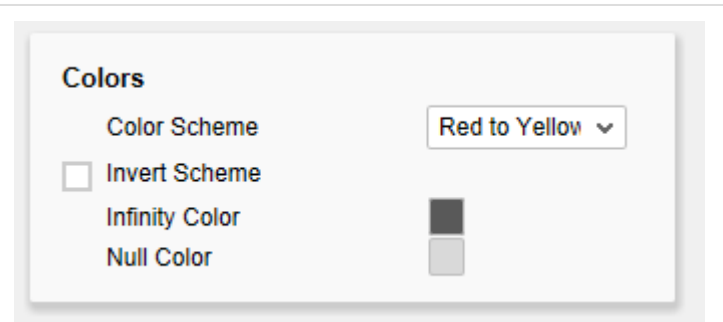 Colors
Color Scheme Red to Yellow
Invert Scheme
Infinity Color
Null Color